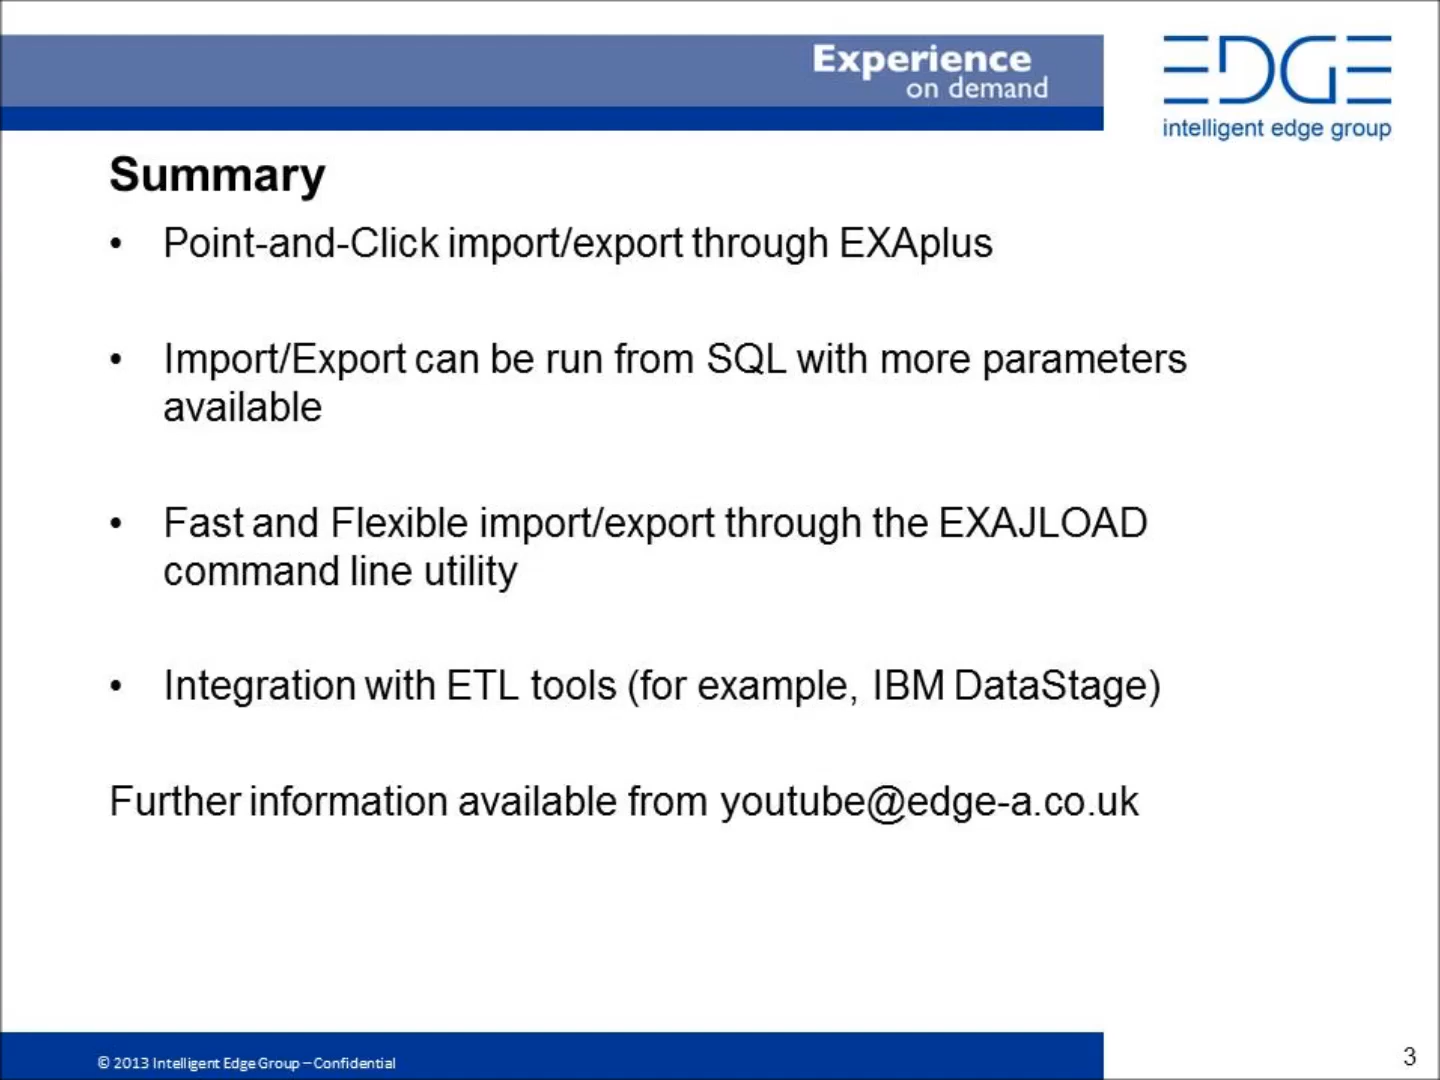 Experience
on demand
EDGE
intelligent edge group
Summary
• Point-and-Click import/export through EXAplus
• Import/Export can be run from SQL with more parameters
available
• Fast and Flexible import/export through the EXAJLOAD
command line utility
• Integration with ETL tools (for example, IBM DataStage)
Further information available from youtube@edge-a.co.uk
© 2013 Intelligent Edge Group – Confidential
3